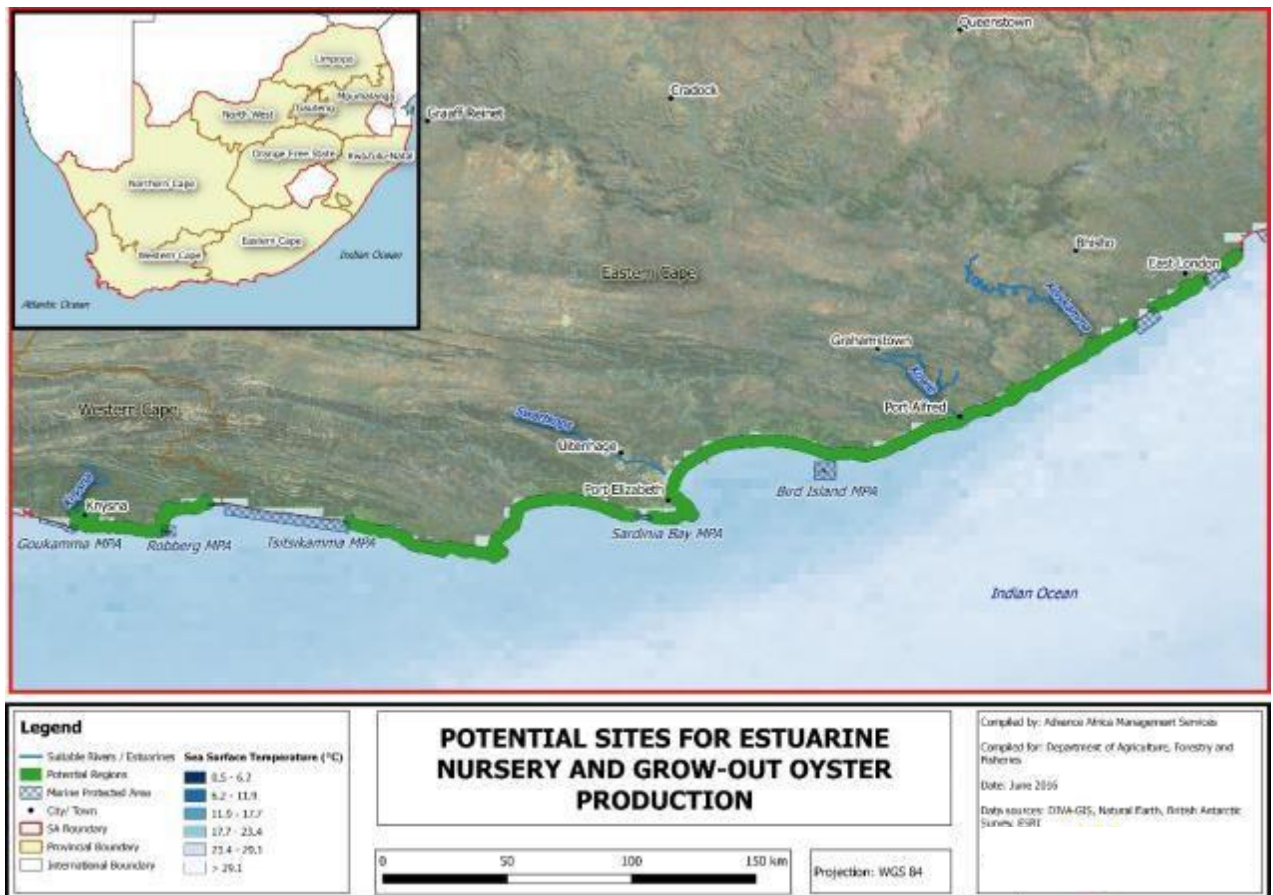 Limpopo
Mpumalanga
North West
Gauteng
Orange Free State
KwaZulu-Natal
Northern Cape
Western Cape
Eastern Cape
Indian Ocean
Atlantic Ocean
Queenstown
Cradock
Graaff Reinet
Bhisho
East London
Eastern Cape
Keiskamma
Grahamstown
Kowie
Port Alfred
Western Cape
Swartkops
Uitenhage
Port Elizabeth
Bird Island MPA
Knysna
Knysna
Goukamma MPA
Robberg MPA
Tsitsikamma MPA
Sardinia Bay MPA
Indian Ocean
Legend
Suitable Rivers / Estuarines
Potential Regions
Marine Protected Area
City/ Town
SA Boundary
Provincial Boundary
International Boundary
Sea Surface Temperature (°C)
0.5 - 6.2
6.2 - 11.9
11.9 - 17.7
17.7 - 23.4
23.4 - 29.1
> 29.1
POTENTIAL SITES FOR ESTUARINE
NURSERY AND GROW-OUT OYSTER
PRODUCTION
0 50 100 150 km
Projection: WGS 84
Compiled by: Advance Africa Management Services
Compiled for: Department of Agriculture, Forestry and
Fisheries
Date: June 2016
Data sources: DIVA-GIS, Natural Earth, British Antarctic
Survey, ESRI